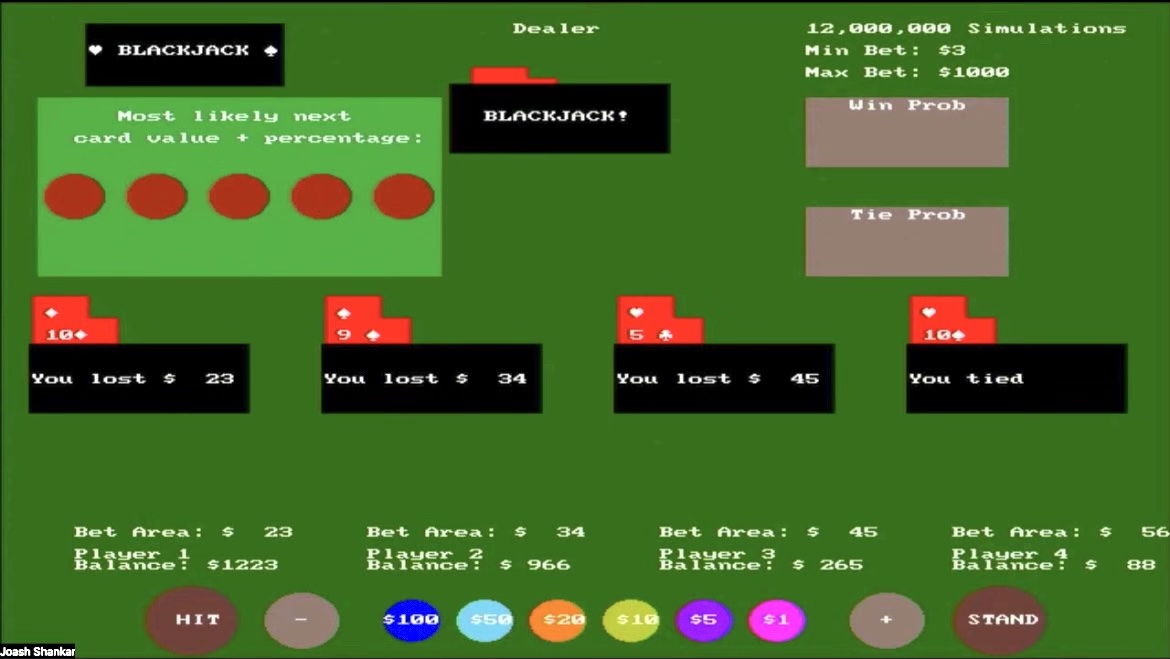 ♥ BLACKJACK ♠
Dealer
12,000,000 Simulations
Min Bet: $3
Max Bet: $1000
Most likely next
card value + percentage:
BLACKJACK!
Win Prob
Tie Prob
♦
10♦
♠
9 ♠
♥
5 ♣
♥
10♠
You lost $ 23
You lost $ 34
You lost $ 45
You tied
Bet Area: $ 23
Player 1
Balance: $1223
Bet Area: $ 34
Player 2
Balance: $ 966
Bet Area: $ 45
Player 3
Balance: $ 265
Bet Area: $ 56
Player 4
Balance: $ 88
HIT
-
$100
$50
$20
$10
$5
$1
+
STAND
Joash Shankar